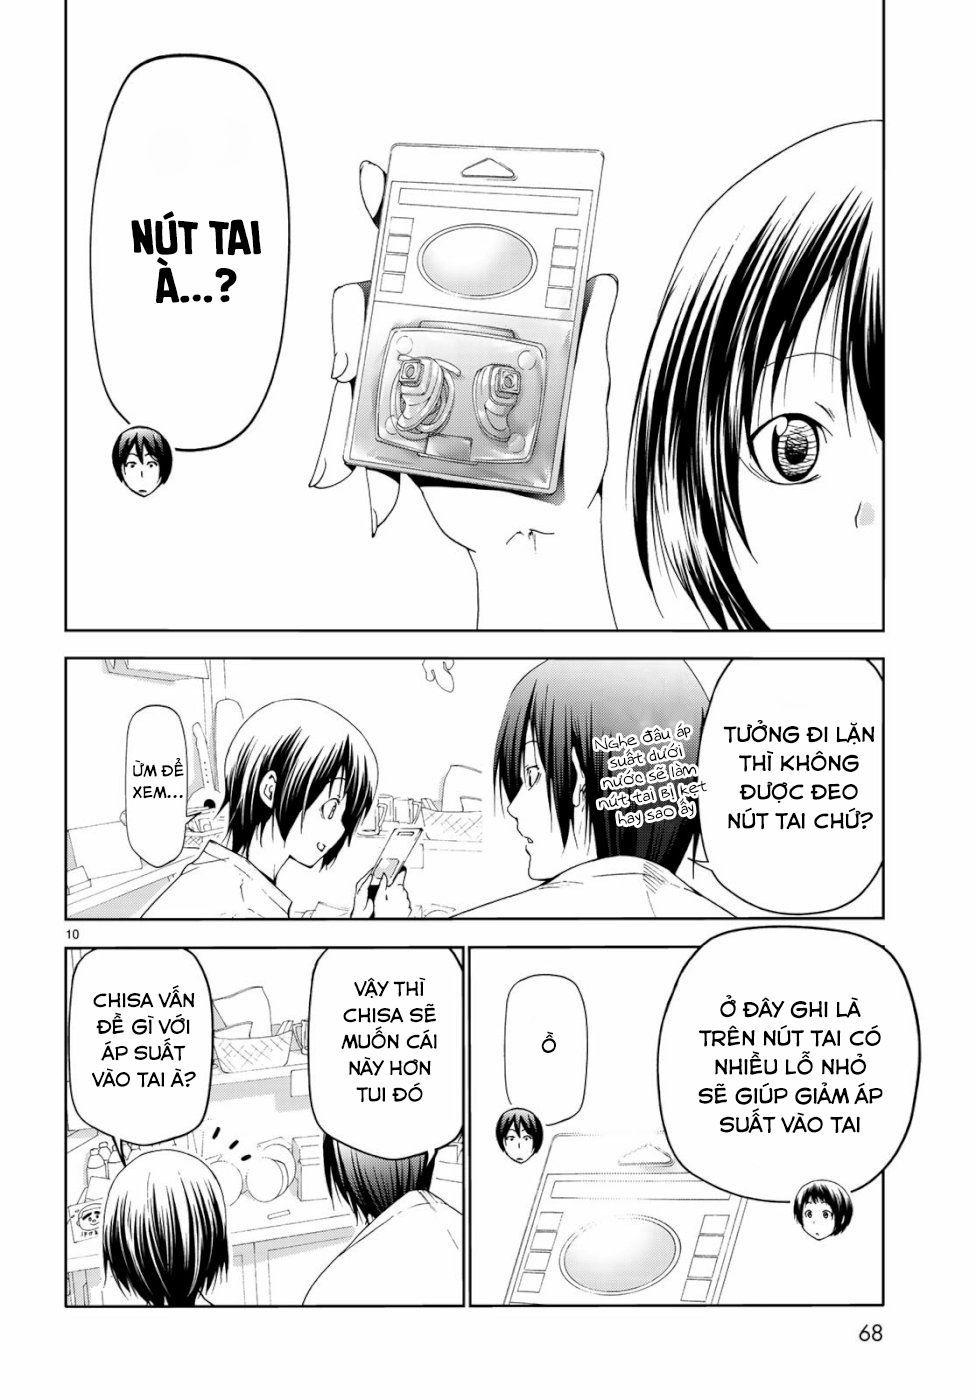 NÚT TAI
À...?
TƯỞNG ĐI LẶN
THÌ KHÔNG
ĐƯỢC ĐEO
NÚT TAI CHỨ?
Nghe đâu áp
suất dưới
nước sẽ làm
nút tai bị kẹt
hay sao ấy
ỪM ĐỂ
XEM...
10
Ở ĐÂY GHI LÀ
TRÊN NÚT TAI CÓ
NHIỀU LỖ NHỎ
SẼ GIÚP GIẢM ÁP
SUẤT VÀO TAI
Ồ
VẬY THÌ
CHISA SẼ
MUỐN CÁI
NÀY HƠN
TUI ĐÓ
CHISA VẤN
ĐỀ GÌ VỚI
ÁP SUẤT
VÀO TAI À?
68